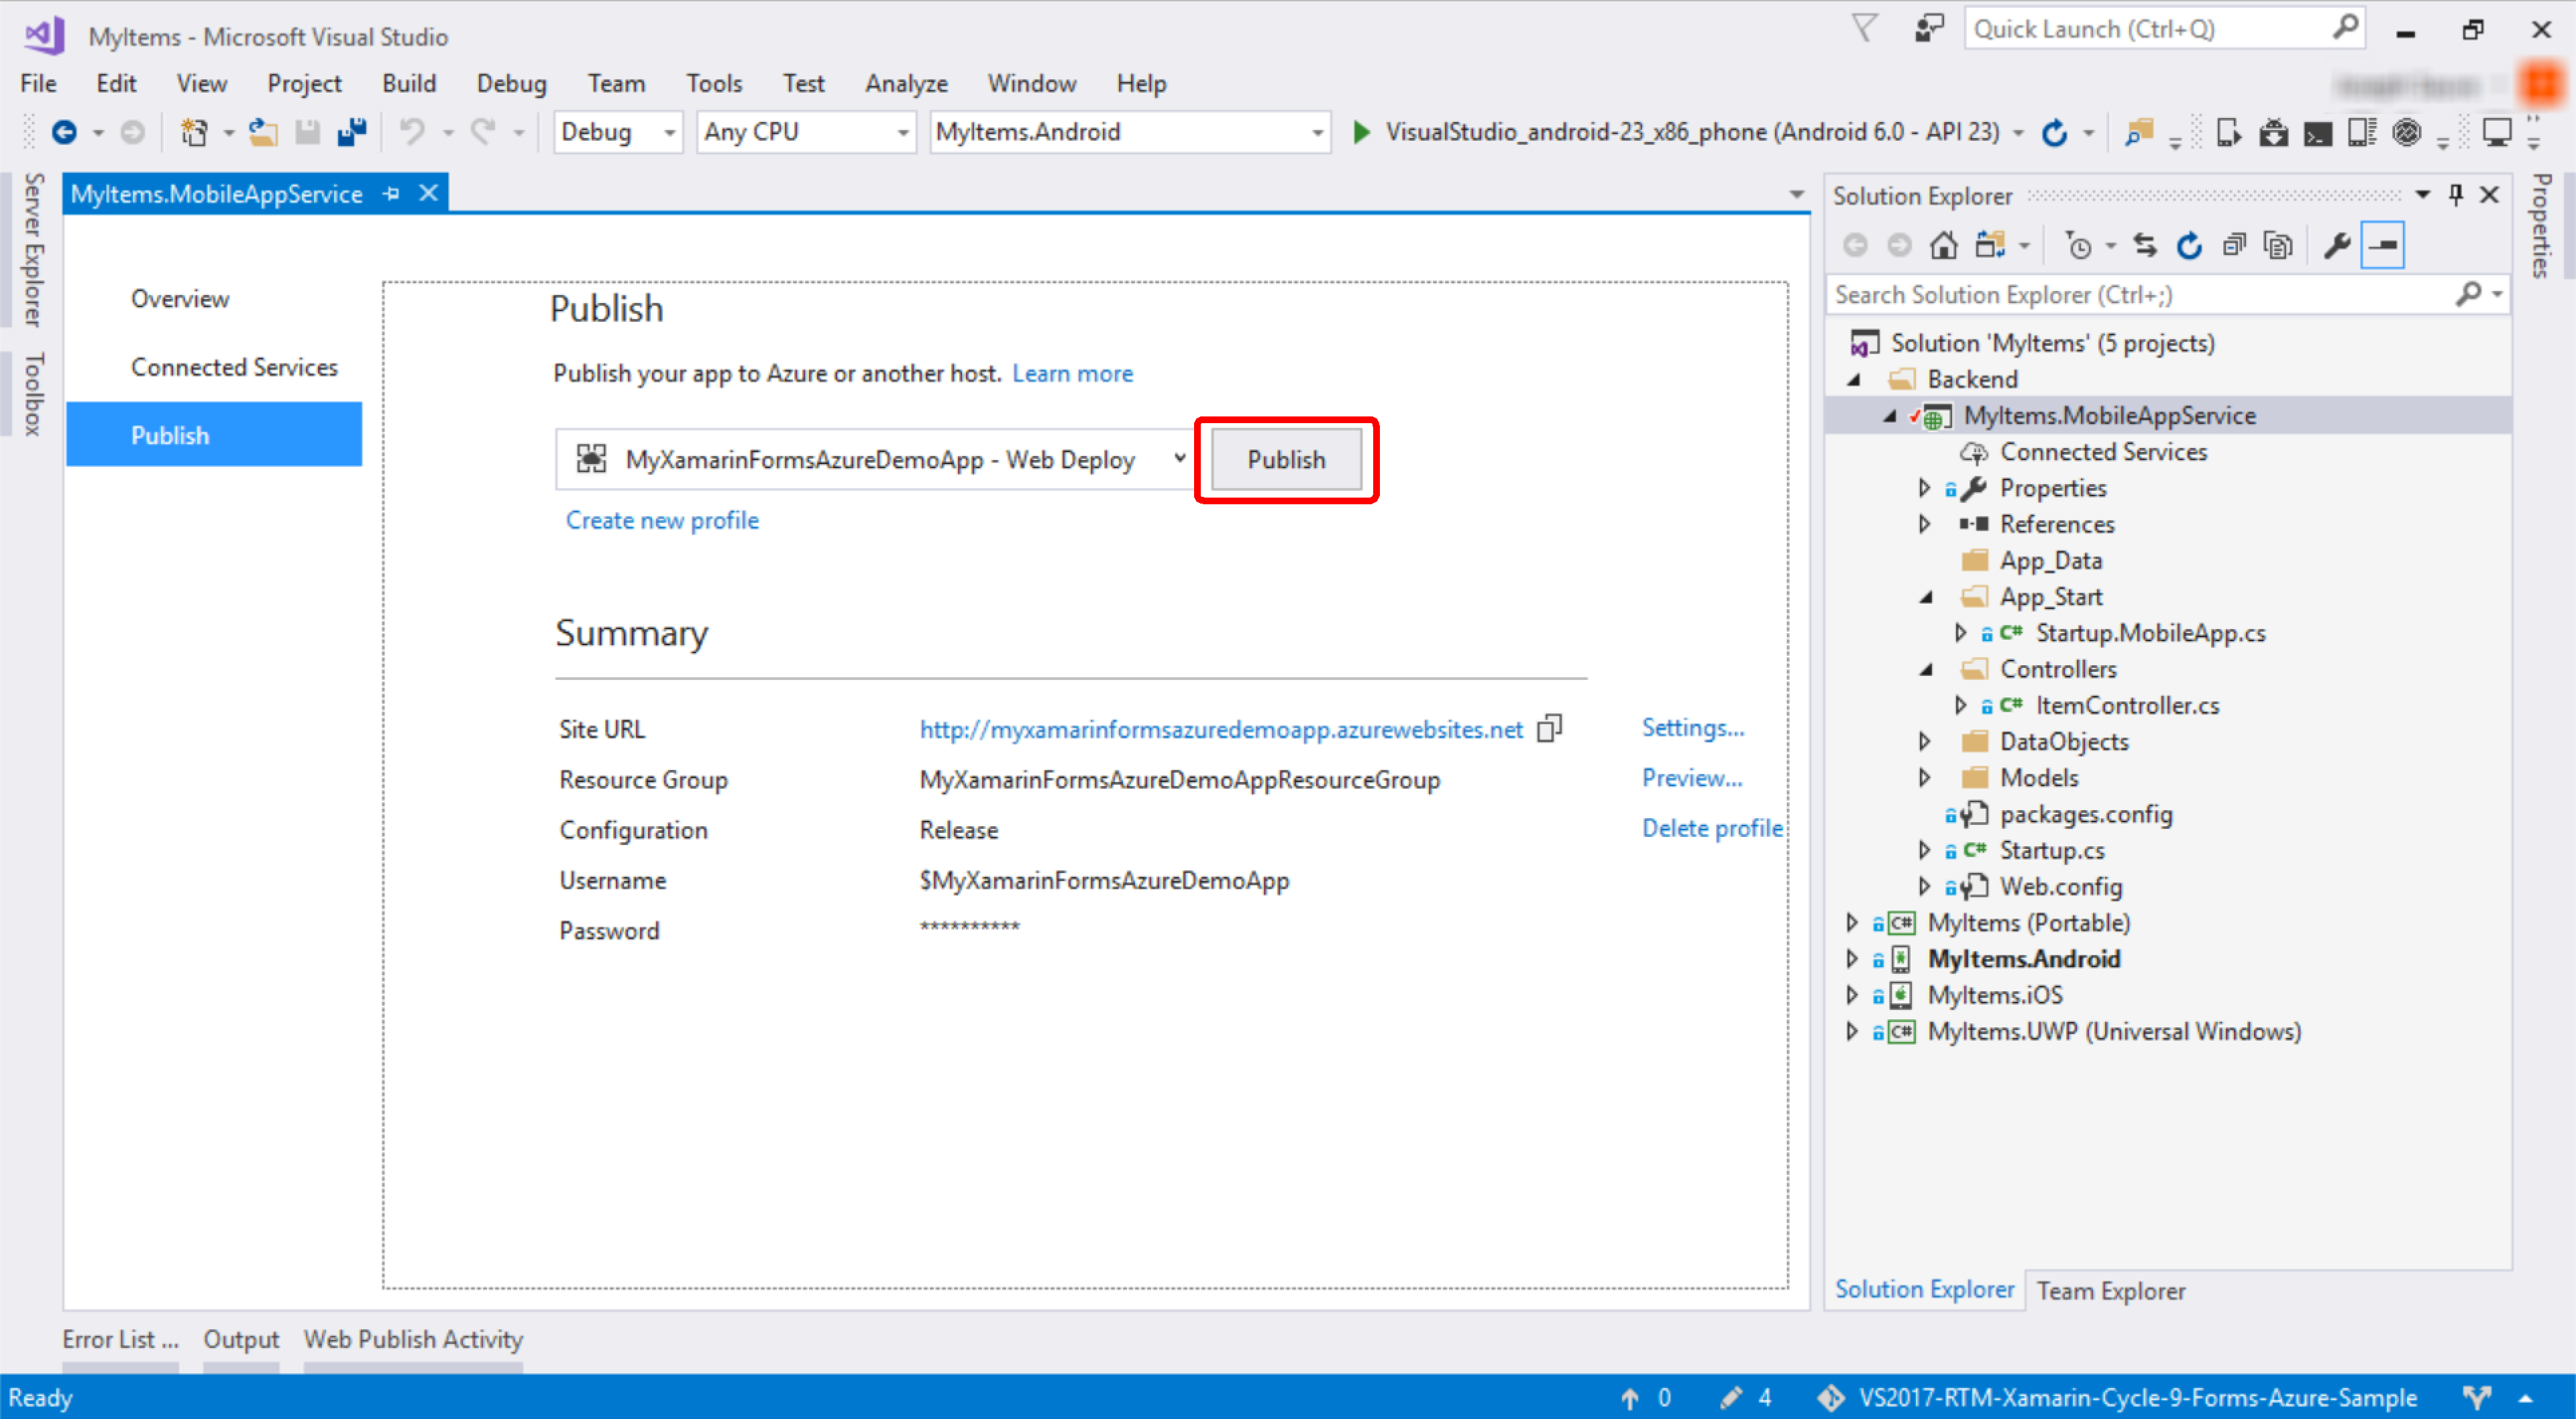 MyItems - Microsoft Visual Studio
Quick Launch (Ctrl+Q)
File Edit View Project Build Debug Team Tools Test Analyze Window Help
Debug Any CPU MyItems.Android VisualStudio_android-23_x86_phone (Android 6.0 - API 23)
Server Explorer
Toolbox
MyItems.MobileAppService
Overview
Connected Services
Publish
Publish
Publish your app to Azure or another host. Learn more
MyXamarinFormsAzureDemoApp - Web Deploy
Publish
Create new profile
Summary
Site URL http://myxamarinformsazuredemoapp.azurewebsites.net Settings...
Resource Group MyXamarinFormsAzureDemoAppResourceGroup Preview...
Configuration Release Delete profile
Username $MyXamarinFormsAzureDemoApp
Password **********
Solution Explorer
Search Solution Explorer (Ctrl+;)
Solution 'MyItems' (5 projects)
Backend
MyItems.MobileAppService
Connected Services
Properties
References
App_Data
App_Start
C# Startup.MobileApp.cs
Controllers
C# ItemController.cs
DataObjects
Models
packages.config
C# Startup.cs
Web.config
C# MyItems (Portable)
MyItems.Android
MyItems.iOS
C# MyItems.UWP (Universal Windows)
Solution Explorer Team Explorer
Properties
Error List ... Output Web Publish Activity
Ready 0 4 VS2017-RTM-Xamarin-Cycle-9-Forms-Azure-Sample